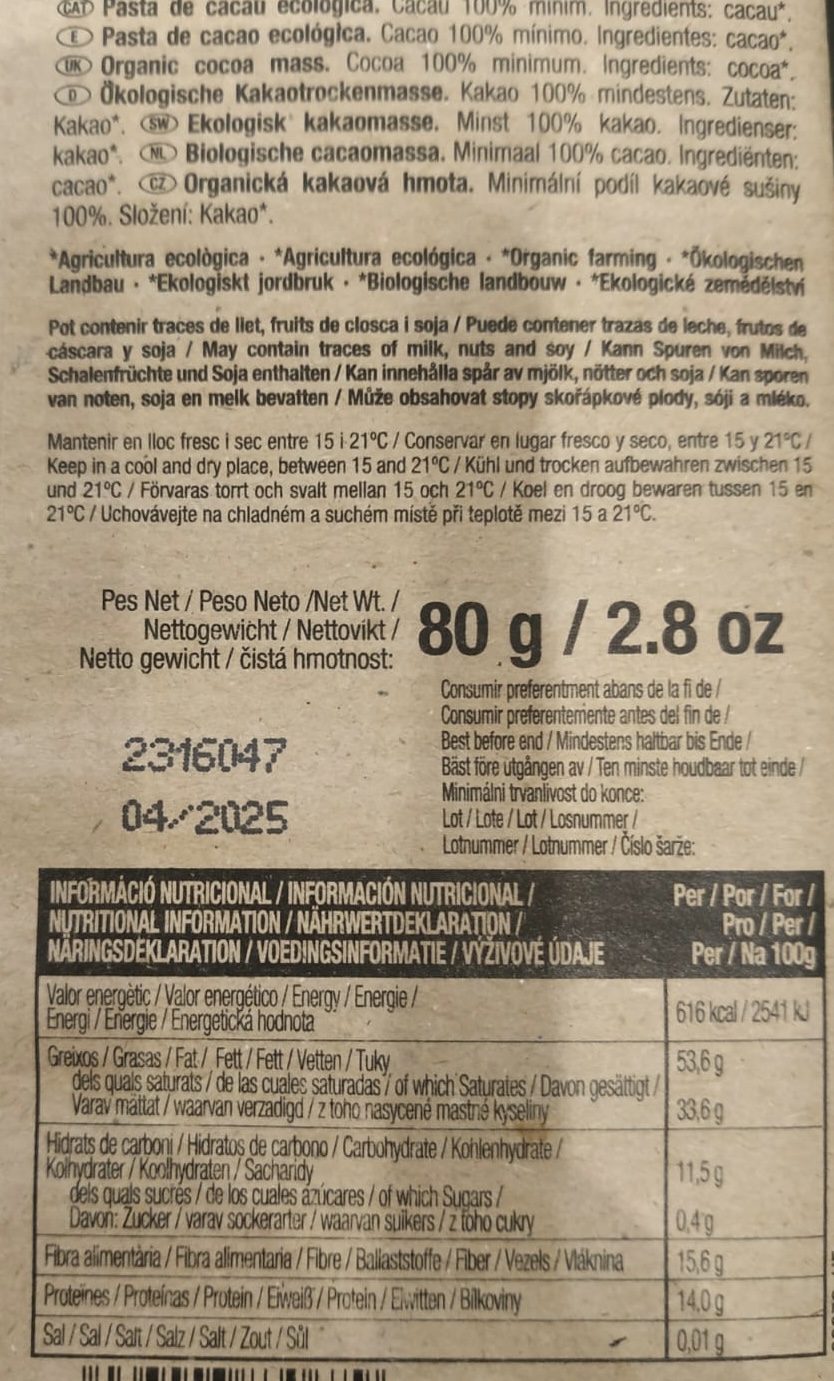 CAT Pasta de cacau ecològica. Cacau 100% mínim. Ingredients: cacau*.
E Pasta de cacao ecológica. Cacao 100% mínimo. Ingredientes: cacao*.
UK Organic cocoa mass. Cocoa 100% minimum. Ingredients: cocoa*.
D Ökologische Kakaotrockenmasse. Kakao 100% mindestens. Zutaten:
Kakao*. SW Ekologisk kakaomasse. Minst 100% kakao. Ingredienser:
kakao*. NL Biologische cacaomassa. Minimaal 100% cacao. Ingrediënten:
cacao*. CZ Organická kakaová hmota. Minimální podíl kakaové sušiny
100%. Složení: Kakao*.
*Agricultura ecològica · *Agricultura ecológica · *Organic farming · *Ökologischen
Landbau · *Ekologiskt jordbruk · *Biologische landbouw · *Ekologické zemědělství
Pot contenir traces de llet, fruits de closca i soja / Puede contener trazas de leche, frutos de
cáscara y soja / May contain traces of milk, nuts and soy / Kann Spuren von Milch,
Schalenfrüchte und Soja enthalten / Kan innehålla spår av mjölk, nötter och soja / Kan sporen
van noten, soja en melk bevatten / Může obsahovat stopy skořápkové plody, sóji a mléko.
Mantenir en lloc fresc i sec entre 15 i 21ºC / Conservar en lugar fresco y seco, entre 15 y 21ºC /
Keep in a cool and dry place, between 15 and 21ºC / Kühl und trocken aufbewahren zwischen 15
und 21ºC / Förvaras torrt och svalt mellan 15 och 21ºC / Koel en droog bewaren tussen 15 en
21ºC / Uchovávejte na chladném a suchém místě při teplotě mezi 15 a 21ºC.
Pes Net / Peso Neto /Net Wt. /
Nettogewicht / Nettovikt /
Netto gewicht / čistá hmotnost:
80 g / 2.8 oz
Consumir preferentment abans de la fi de /
Consumir preferentemente antes del fin de /
Best before end / Mindestens haltbar bis Ende /
Bäst före utgången av / Ten minste houdbaar tot einde /
Minimálni trvanlivost do konce:
Lot / Lote / Lot / Losnummer /
Lotnummer / Lotnummer / Číslo šarže:
2316047
04/2025
INFORMÁCIÓ NUTRICIONAL / INFORMACIÓN NUTRICIONAL /
NUTRITIONAL INFORMATION / NÄHRWERTDEKLARATION /
NÄRINGSDEKLARATION / VOEDINGSINFORMATIE / VÝŽIVOVÉ ÚDAJE
Per / Por / For /
Pro / Per /
Per / Na 100g
Valor energètic / Valor energético / Energy / Energie /
Energi / Energie / Energetická hodnota
616 kcal / 2541 kJ
Greixos / Grasas / Fat / Fett / Fett / Vetten / Tuky
53,6 g
dels quals saturats / de las cuales saturadas / of which Saturates / Davon gesättigt /
Varav mättat / waarvan verzadigd / z toho nasycené mastné kyseliny
33,6 g
Hidrats de carboni / Hidratos de carbono / Carbohydrate / Kohlenhydrate /
Kolhydrater / Koolhydraten / Sacharidy
11,5 g
dels quals sucres / de los cuales azúcares / of which Sugars /
Davon: Zucker / varav sockerarter / waarvan suikers / z toho cukry
0,4 g
Fibra alimentària / Fibra alimentaria / Fibre / Ballaststoffe / Fiber / Vezels / Vláknina
15,6 g
Proteïnes / Proteínas / Protein / Eiweiß / Protein / Eiwitten / Bílkoviny
14,0 g
Sal / Sal / Salt / Salz / Salt / Zout / Sůl
0,01 g